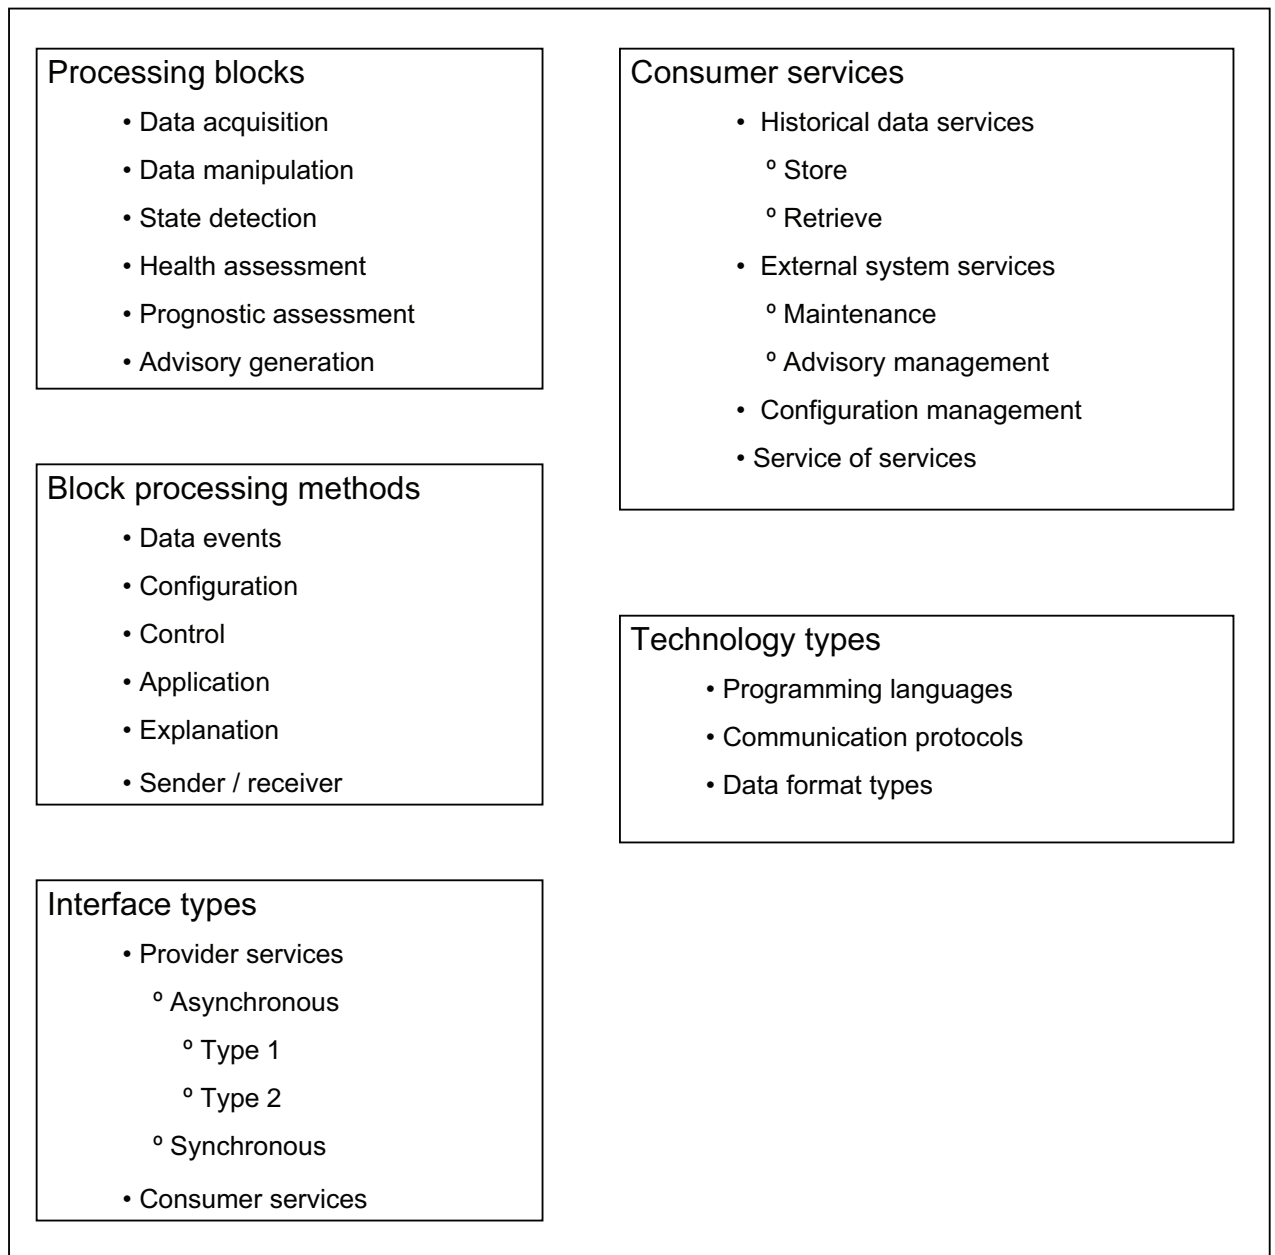 Processing blocks
• Data acquisition
• Data manipulation
• State detection
• Health assessment
• Prognostic assessment
• Advisory generation
Block processing methods
• Data events
• Configuration
• Control
• Application
• Explanation
• Sender / receiver
Interface types
• Provider services
º Asynchronous
º Type 1
º Type 2
º Synchronous
• Consumer services
Consumer services
• Historical data services
º Store
º Retrieve
• External system services
º Maintenance
º Advisory management
• Configuration management
• Service of services
Technology types
• Programming languages
• Communication protocols
• Data format types